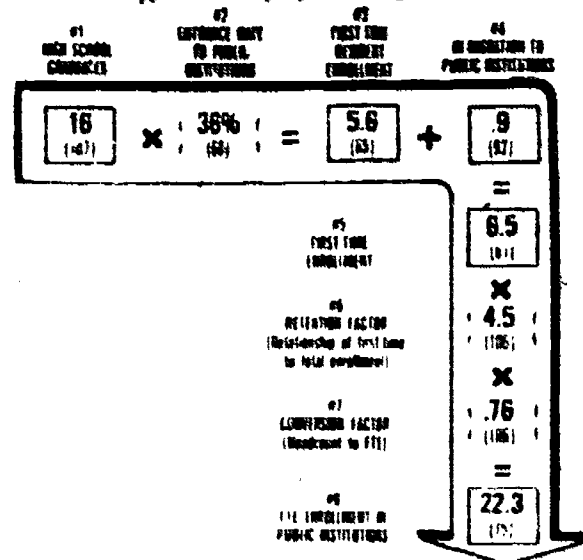 #1
HIGH SCHOOL
GRADUATES
#2
ENTRANCE RATE
TO PUBLIC
INSTITUTIONS
#3
FIRST TIME
RESIDENT
ENROLLMENT
#4
IN MIGRATION TO
PUBLIC INSTITUTIONS
16
× 36%
= 5.6
+ .9
=
#5
FIRST TIME
ENROLLMENT
6.5
×
#6
RETENTION FACTOR
(Relationship of first time
to total enrollment)
4.5
(106)
×
#7
CONVERSION FACTOR
(Headcount to FTE)
.76
(106)
=
#8
FTE ENROLLMENT IN
PUBLIC INSTITUTIONS
22.3